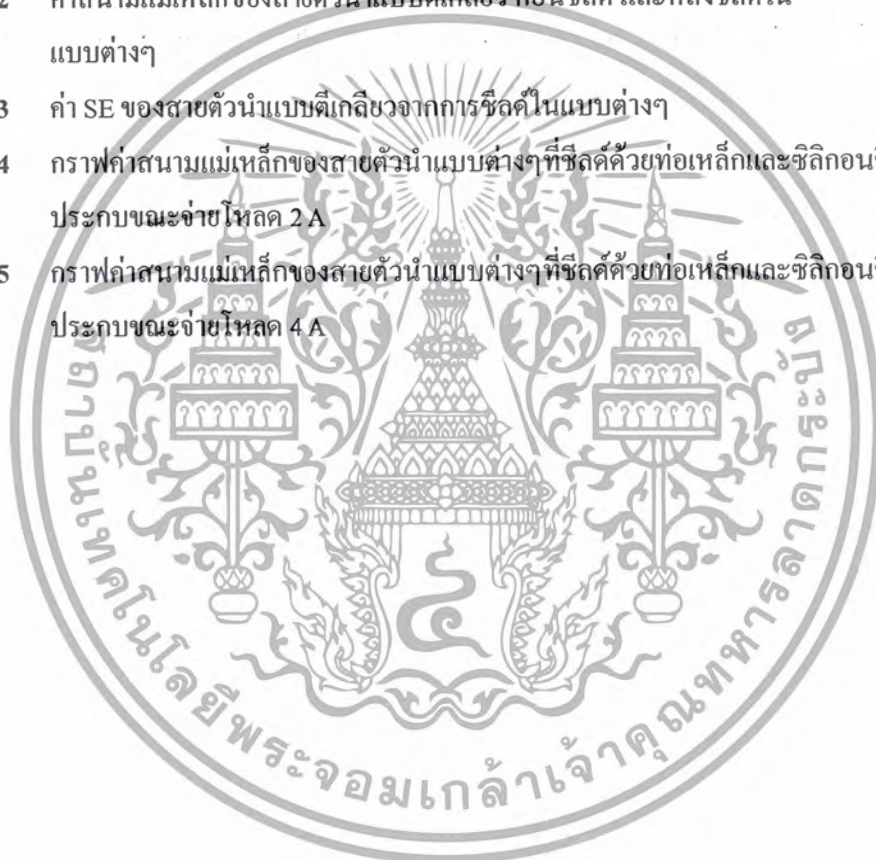 แบบต่างๆ
3 ค่า SE ของสายตัวนำแบบตีเกลียวจากการชีลด์ในแบบต่างๆ
4 กราฟค่าสนามแม่เหล็กของสายตัวนำแบบต่างๆที่ชีลด์ด้วยท่อเหล็กและซิลิกอน
ประกบขณะจ่ายโหลด 2 A
5 กราฟค่าสนามแม่เหล็กของสายตัวนำแบบต่างๆที่ชีลด์ด้วยท่อเหล็กและซิลิกอน
ประกบขณะจ่ายโหลด 4 A
สถาบันเทคโนโลยีพระจอมเกล้าเจ้าคุณทหารลาดกระบัง